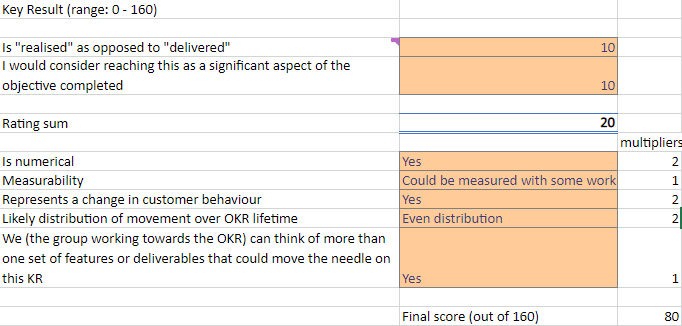 Key Result (range: 0 - 160)
Is "realised" as opposed to "delivered" 10
I would consider reaching this as a significant aspect of the
objective completed 10
Rating sum 20
multipliers
Is numerical Yes 2
Measurability Could be measured with some work 1
Represents a change in customer behaviour Yes 2
Likely distribution of movement over OKR lifetime Even distribution 2
We (the group working towards the OKR) can think of more than
one set of features or deliverables that could move the needle on
this KR Yes 1
Final score (out of 160) 80